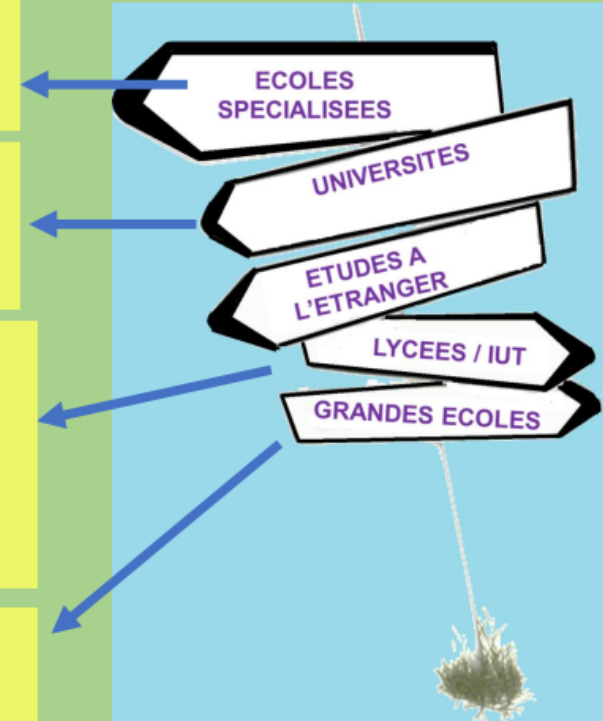 ECOLES
SPECIALISEES
UNIVERSITES
ETUDES A
L'ETRANGER
LYCEES / IUT
GRANDES ECOLES